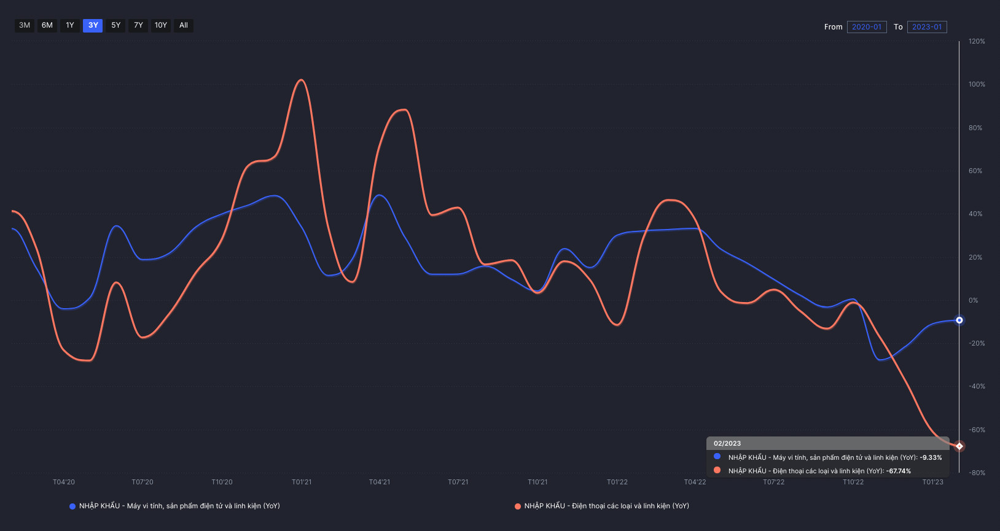 3M 6M 1Y 3Y 5Y 7Y 10Y All From 2020-01 To 2023-01
120%
100%
80%
60%
40%
20%
0%
-20%
-40%
-60%
02/2023
NHẬP KHẨU - Máy vi tính, sản phẩm điện tử và linh kiện (YoY): -9.33%
NHẬP KHẨU - Điện thoại các loại và linh kiện (YoY): -67.74%
-80%
T04'20 T07'20 T10'20 T01'21 T04'21 T07'21 T10'21 T01'22 T04'22 T07'22 T10'22 T01'23
NHẬP KHẨU - Máy vi tính, sản phẩm điện tử và linh kiện (YoY) NHẬP KHẨU - Điện thoại các loại và linh kiện (YoY)